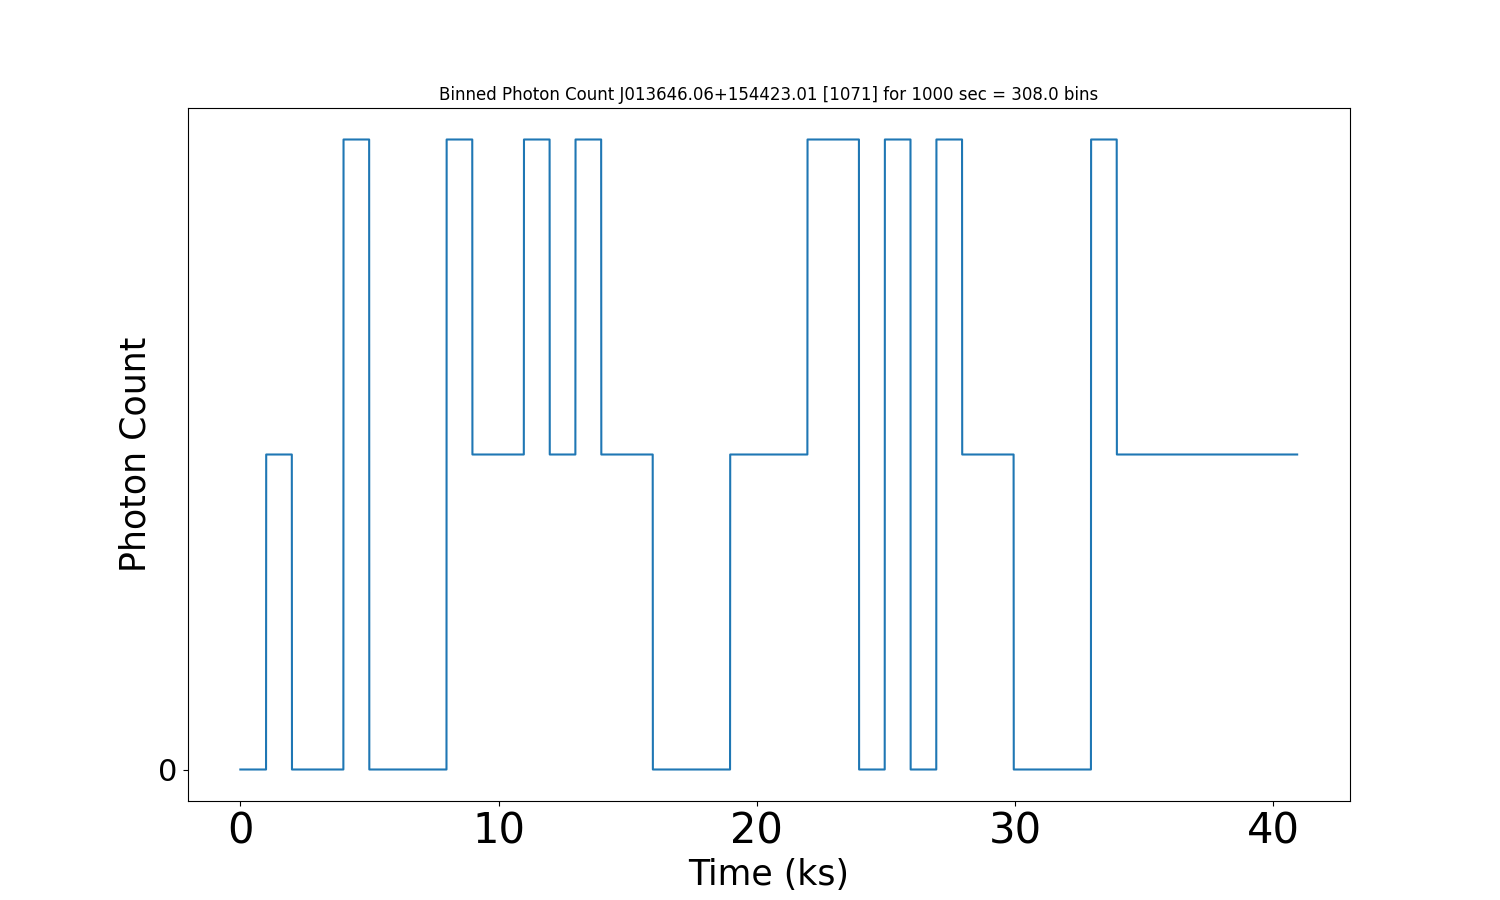 Binned Photon Count J013646.06+154423.01 [1071] for 1000 sec = 308.0 bins
Photon Count
0
0 10 20 30 40
Time (ks)